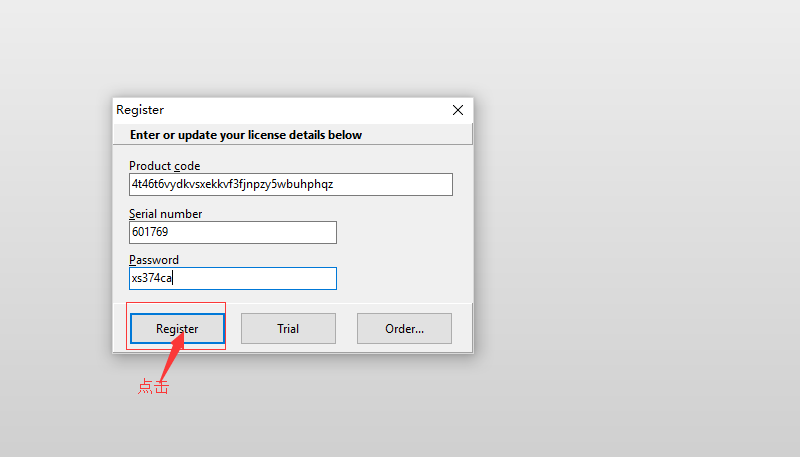 Register
Enter or update your license details below
Product code
4t46t6vydkvsxekkvf3fjnpzy5wbuhphqz
Serial number
601769
Password
xs374ca
Register Trial Order...
点击